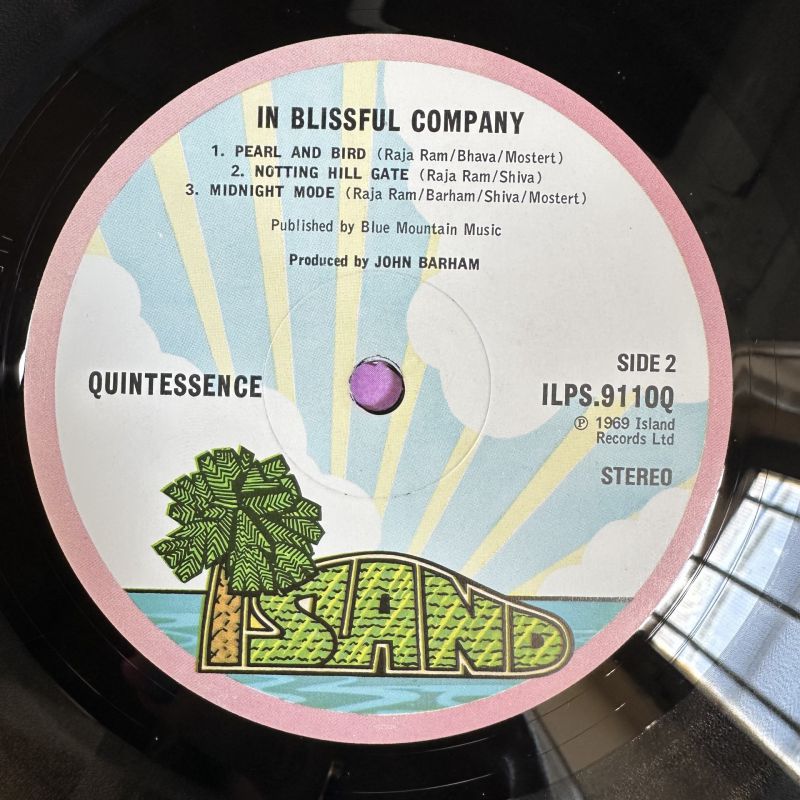 IN BLISSFUL COMPANY
1. PEARL AND BIRD (Raja Ram/Bhava/Mostert)
2. NOTTING HILL GATE (Raja Ram/Shiva)
3. MIDNIGHT MODE (Raja Ram/Barham/Shiva/Mostert)
Published by Blue Mountain Music
Produced by JOHN BARHAM
QUINTESSENCE
SIDE 2
ILPS.9110Q
℗ 1969 Island
Records Ltd
STEREO
ISLAND